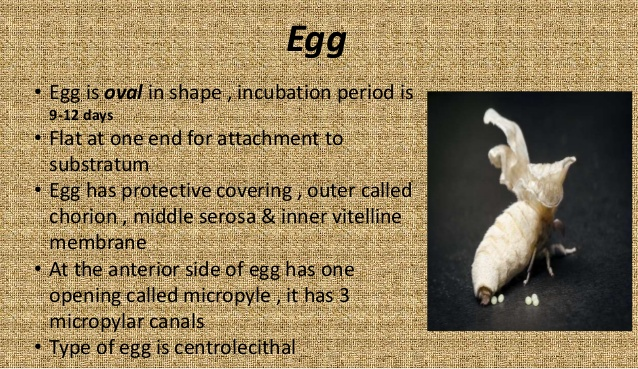 Egg
• Egg is oval in shape , incubation period is
9-12 days
• Flat at one end for attachment to
substratum
• Egg has protective covering , outer called
chorion , middle serosa & inner vitelline
membrane
• At the anterior side of egg has one
opening called micropyle , it has 3
micropylar canals
• Type of egg is centrolecithal